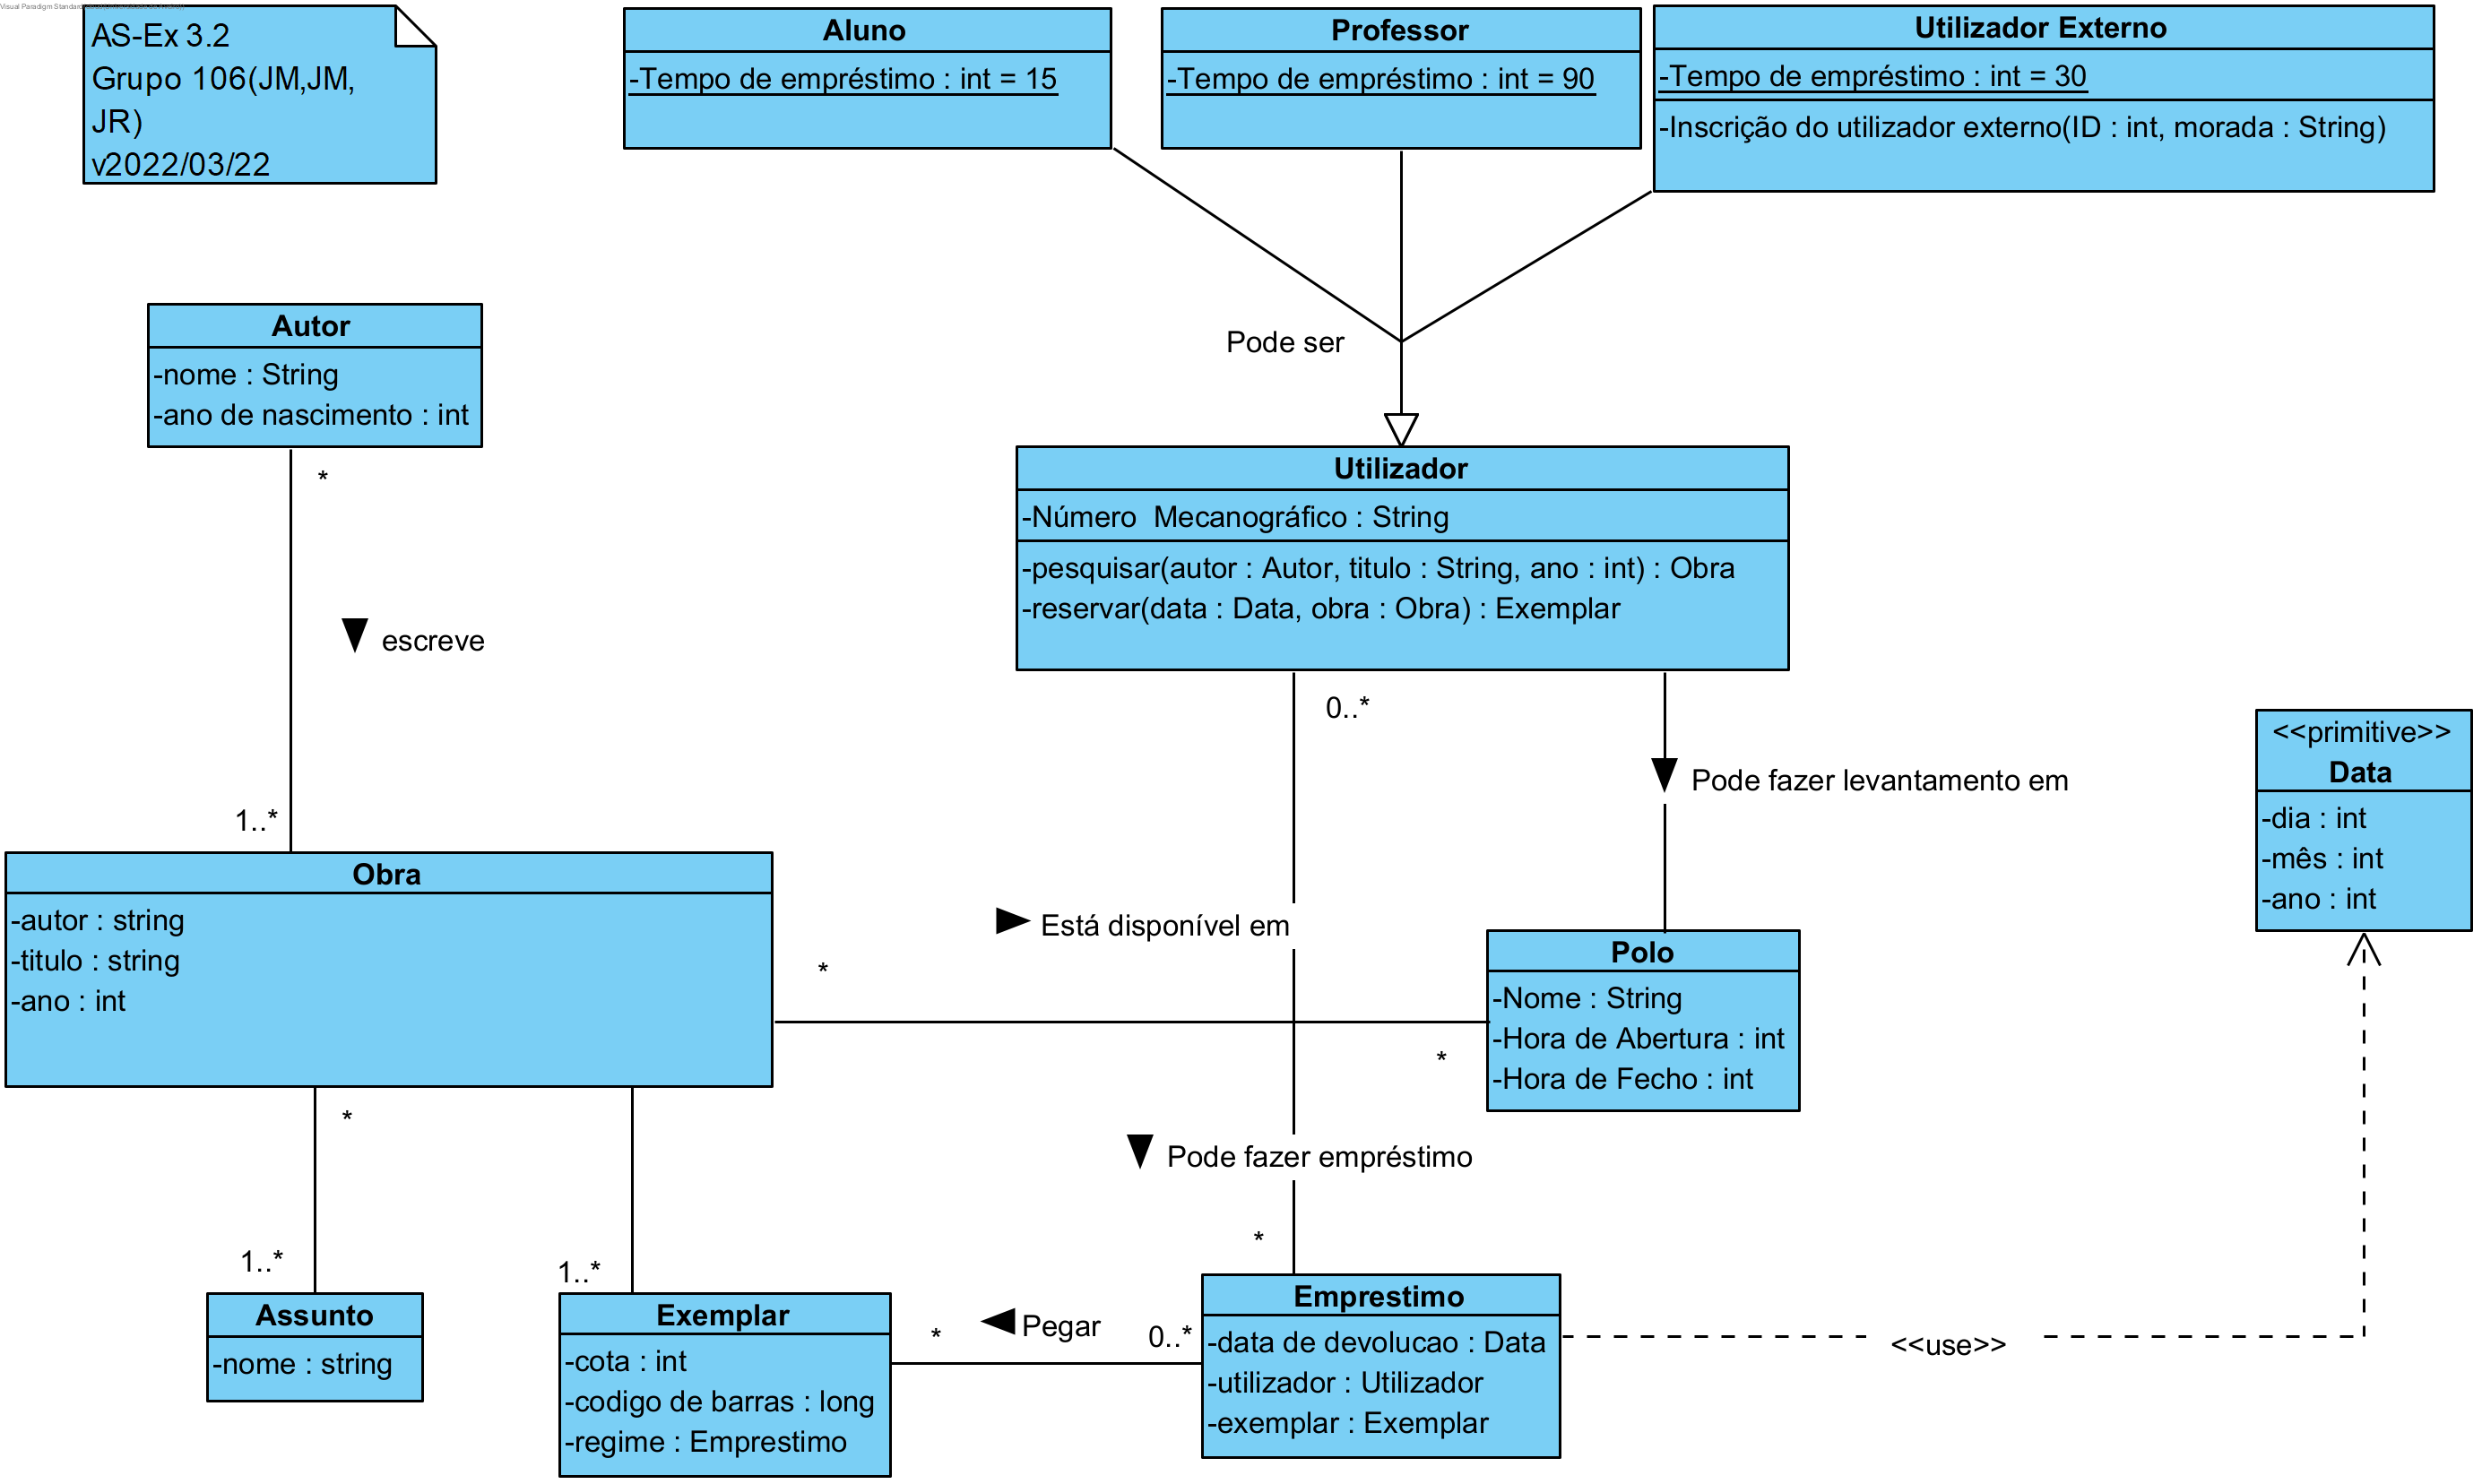 Visual Paradigm Standard
AS-Ex 3.2
Grupo 106(JM,JM,
JR)
v2022/03/22
Aluno
-Tempo de empréstimo : int = 15
Professor
-Tempo de empréstimo : int = 90
Utilizador Externo
-Tempo de empréstimo : int = 30
-Inscrição do utilizador externo(ID : int, morada : String)
Pode ser
Autor
-nome : String
-ano de nascimento : int
*
escreve
1..*
Utilizador
-Número  Mecanográfico : String
-pesquisar(autor : Autor, titulo : String, ano : int) : Obra
-reservar(data : Data, obra : Obra) : Exemplar
0..*
Pode fazer levantamento em
<<primitive>>
Data
-dia : int
-mês : int
-ano : int
Obra
-autor : string
-titulo : string
-ano : int
Está disponível em
*
*
Polo
-Nome : String
-Hora de Abertura : int
-Hora de Fecho : int
*
Pode fazer empréstimo
*
1..*
1..*
Assunto
-nome : string
Exemplar
-cota : int
-codigo de barras : long
-regime : Emprestimo
*
Pegar
0..*
Emprestimo
-data de devolucao : Data
-utilizador : Utilizador
-exemplar : Exemplar
<<use>>